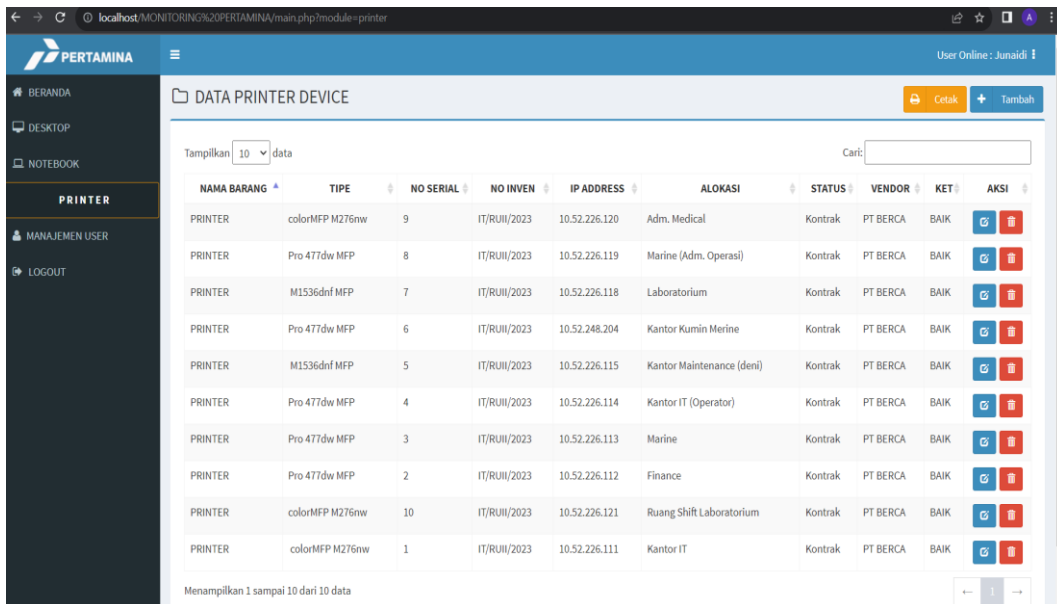 localhost/MONITORING%20PERTAMINA/main.php?module=printer
A
PERTAMINA
User Online : Junaidi
BERANDA
DESKTOP
NOTEBOOK
PRINTER
MANAJEMEN USER
LOGOUT
DATA PRINTER DEVICE
Cetak
Tambah
Tampilkan 10 data
Cari:
NAMA BARANG TIPE NO SERIAL NO INVEN IP ADDRESS ALOKASI STATUS VENDOR KET AKSI
PRINTER colorMFP M276nw 9 IT/RUII/2023 10.52.226.120 Adm. Medical Kontrak PT BERCA BAIK
PRINTER Pro 477dw MFP 8 IT/RUII/2023 10.52.226.119 Marine (Adm. Operasi) Kontrak PT BERCA BAIK
PRINTER M1536dnf MFP 7 IT/RUII/2023 10.52.226.118 Laboratorium Kontrak PT BERCA BAIK
PRINTER Pro 477dw MFP 6 IT/RUII/2023 10.52.248.204 Kantor Kumin Merine Kontrak PT BERCA BAIK
PRINTER M1536dnf MFP 5 IT/RUII/2023 10.52.226.115 Kantor Maintenance (deni) Kontrak PT BERCA BAIK
PRINTER Pro 477dw MFP 4 IT/RUII/2023 10.52.226.114 Kantor IT (Operator) Kontrak PT BERCA BAIK
PRINTER Pro 477dw MFP 3 IT/RUII/2023 10.52.226.113 Marine Kontrak PT BERCA BAIK
PRINTER Pro 477dw MFP 2 IT/RUII/2023 10.52.226.112 Finance Kontrak PT BERCA BAIK
PRINTER colorMFP M276nw 10 IT/RUII/2023 10.52.226.121 Ruang Shift Laboratorium Kontrak PT BERCA BAIK
PRINTER colorMFP M276nw 1 IT/RUII/2023 10.52.226.111 Kantor IT Kontrak PT BERCA BAIK
Menampilkan 1 sampai 10 dari 10 data
← 1 →